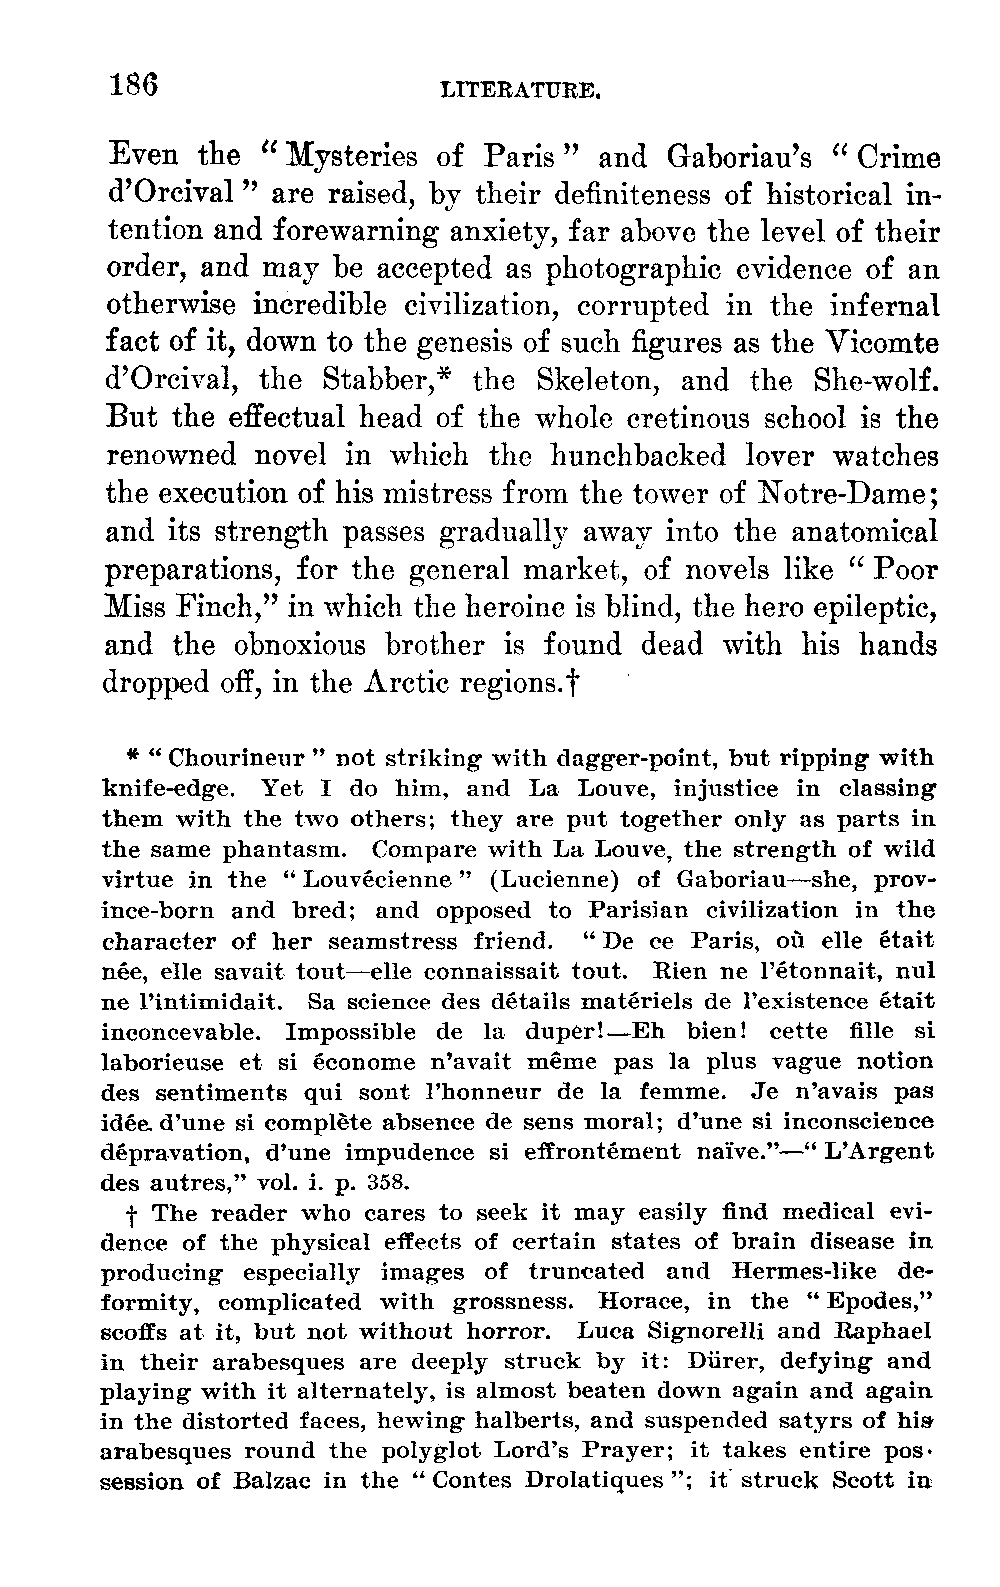 186 LITERATURE.
Even the “ Mysteries of Paris ” and Gaboriau’s “ Crime
d’Orcival ” are raised, by their definiteness of historical in-
tention and forewarning anxiety, far above the level of their
order, and may be accepted as photographic evidence of an
otherwise incredible civilization, corrupted in the infernal
fact of it, down to the genesis of such figures as the Vicomte
d’Orcival, the Stabber,* the Skeleton, and the She-wolf.
But the effectual head of the whole cretinous school is the
renowned novel in which the hunchbacked lover watches
the execution of his mistress from the tower of Notre-Dame;
and its strength passes gradually away into the anatomical
preparations, for the general market, of novels like “ Poor
Miss Finch,” in which the heroine is blind, the hero epileptic,
and the obnoxious brother is found dead with his hands
dropped off, in the Arctic regions.†
* “ Chourineur ” not striking with dagger-point, but ripping with
knife-edge. Yet I do him, and La Louve, injustice in classing
them with the two others; they are put together only as parts in
the same phantasm. Compare with La Louve, the strength of wild
virtue in the “ Louvécienne ” (Lucienne) of Gaboriau—she, prov-
ince-born and bred; and opposed to Parisian civilization in the
character of her seamstress friend. “ De ce Paris, où elle était
née, elle savait tout—elle connaissait tout. Rien ne l’étonnait, nul
ne l’intimidait. Sa science des détails matériels de l’existence était
inconcevable. Impossible de la duper!—Eh bien! cette fille si
laborieuse et si économe n’avait même pas la plus vague notion
des sentiments qui sont l’honneur de la femme. Je n’avais pas
idée d’une si complète absence de sens moral; d’une si inconscience
dépravation, d’une impudence si effrontément naïve.”—“ L’Argent
des autres,” vol. i. p. 358.
† The reader who cares to seek it may easily find medical evi-
dence of the physical effects of certain states of brain disease in
producing especially images of truncated and Hermes-like de-
formity, complicated with grossness. Horace, in the “ Epodes,”
scoffs at it, but not without horror. Luca Signorelli and Raphael
in their arabesques are deeply struck by it: Dürer, defying and
playing with it alternately, is almost beaten down again and again
in the distorted faces, hewing halberts, and suspended satyrs of his
arabesques round the polyglot Lord’s Prayer; it takes entire pos-
session of Balzac in the “ Contes Drolatiques ”; it struck Scott in